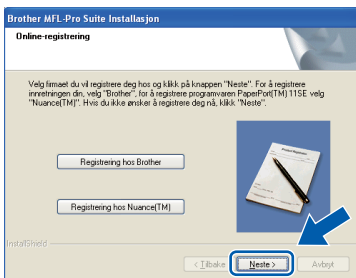 Brother MFL-Pro Suite Installasjon
Online-registrering
Velg firmaet du vil registrere deg hos og klikk på knappen "Neste". For å registrere
innretningen din, velg "Brother", for å registrere programvaren PaperPort(TM) 11SE velg
"Nuance(TM)". Hvis du ikke ønsker å registrere deg nå, klikk "Neste".
Registrering hos Brother
Registrering hos Nuance(TM)
InstallShield
< Tilbake
Neste >
Avbryt